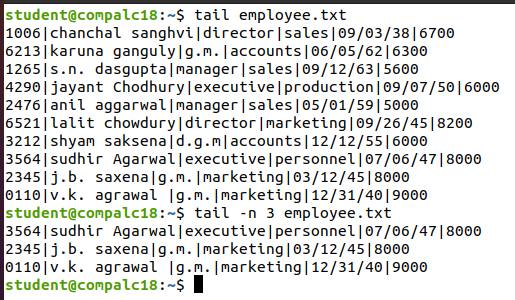 student@compalc18:~$ tail employee.txt
1006|chanchal sanghvi|director|sales|09/03/38|6700
6213|karuna ganguly|g.m.|accounts|06/05/62|6300
1265|s.n. dasgupta|manager|sales|09/12/63|5600
4290|jayant Chodhury|executive|production|09/07/50|6000
2476|anil aggarwal|manager|sales|05/01/59|5000
6521|lalit chowdury|director|marketing|09/26/45|8200
3212|shyam saksena|d.g.m|accounts|12/12/55|6000
3564|sudhir Agarwal|executive|personnel|07/06/47|8000
2345|j.b. saxena|g.m.|marketing|03/12/45|8000
0110|v.k. agrawal |g.m.|marketing|12/31/40|9000
student@compalc18:~$ tail -n 3 employee.txt
3564|sudhir Agarwal|executive|personnel|07/06/47|8000
2345|j.b. saxena|g.m.|marketing|03/12/45|8000
0110|v.k. agrawal |g.m.|marketing|12/31/40|9000
student@compalc18:~$